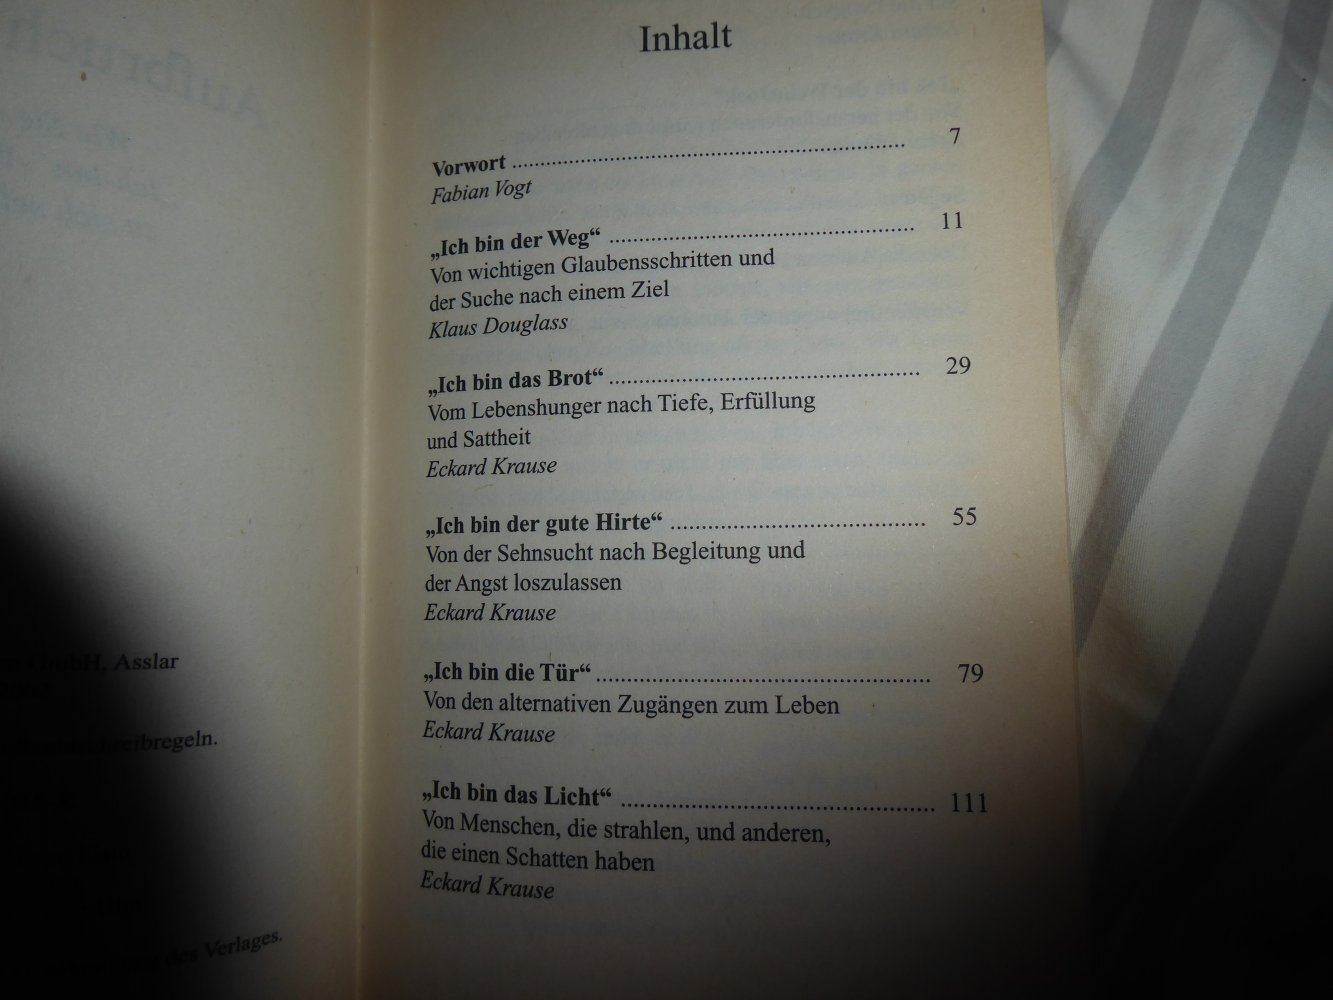 GmbH, Asslar
des Verlages.
Inhalt
Vorwort ........................................................ 7
Fabian Vogt
„Ich bin der Weg“ ............................................ 11
Von wichtigen Glaubensschritten und
der Suche nach einem Ziel
Klaus Douglass
„Ich bin das Brot“ ............................................ 29
Vom Lebenshunger nach Tiefe, Erfüllung
und Sattheit
Eckard Krause
„Ich bin der gute Hirte“ ..................................... 55
Von der Sehnsucht nach Begleitung und
der Angst loszulassen
Eckard Krause
„Ich bin die Tür“ .............................................. 79
Von den alternativen Zugängen zum Leben
Eckard Krause
„Ich bin das Licht“ ............................................ 111
Von Menschen, die strahlen, und anderen,
die einen Schatten haben
Eckard Krause